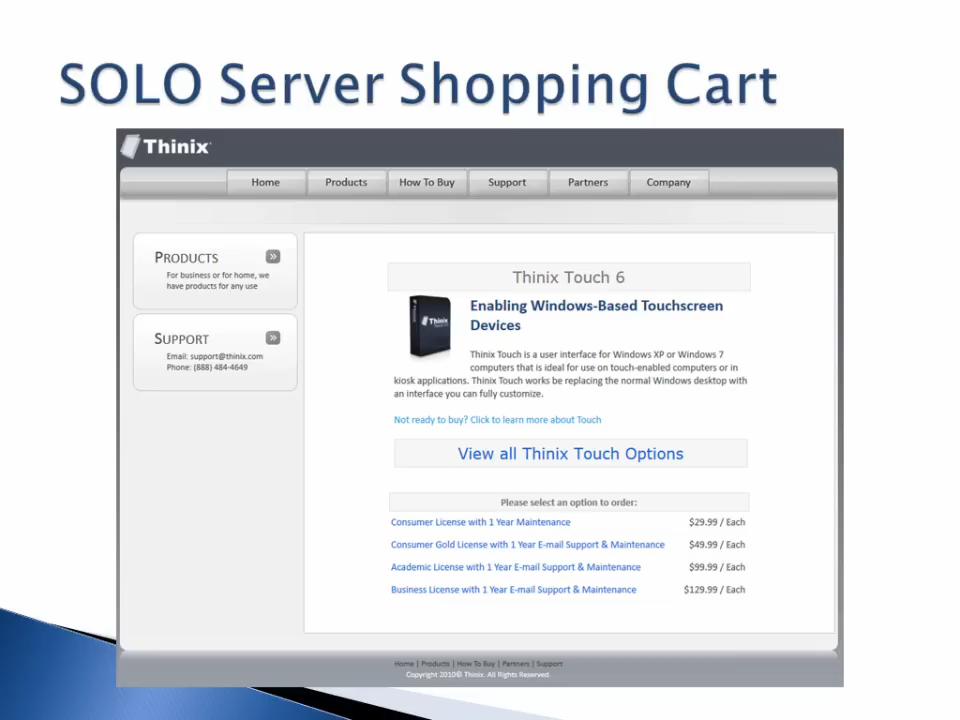 SOLO Server Shopping Cart
Thinix
Home Products How To Buy Support Partners Company
PRODUCTS
For business or for home, we
have products for any use
SUPPORT
Email: support@thinix.com
Phone: (888) 484-4649
Thinix Touch 6
Thinix
Enabling Windows-Based Touchscreen
Devices
Thinix Touch is a user interface for Windows XP or Windows 7
computers that is ideal for use on touch-enabled computers or in
kiosk applications. Thinix Touch works be replacing the normal Windows desktop with
an interface you can fully customize.
Not ready to buy? Click to learn more about Touch
View all Thinix Touch Options
Please select an option to order:
Consumer License with 1 Year Maintenance $29.99 / Each
Consumer Gold License with 1 Year E-mail Support & Maintenance $49.99 / Each
Academic License with 1 Year E-mail Support & Maintenance $99.99 / Each
Business License with 1 Year E-mail Support & Maintenance $129.99 / Each
Home | Products | How To Buy | Partners | Support
Copyright 2010© Thinix. All Rights Reserved.